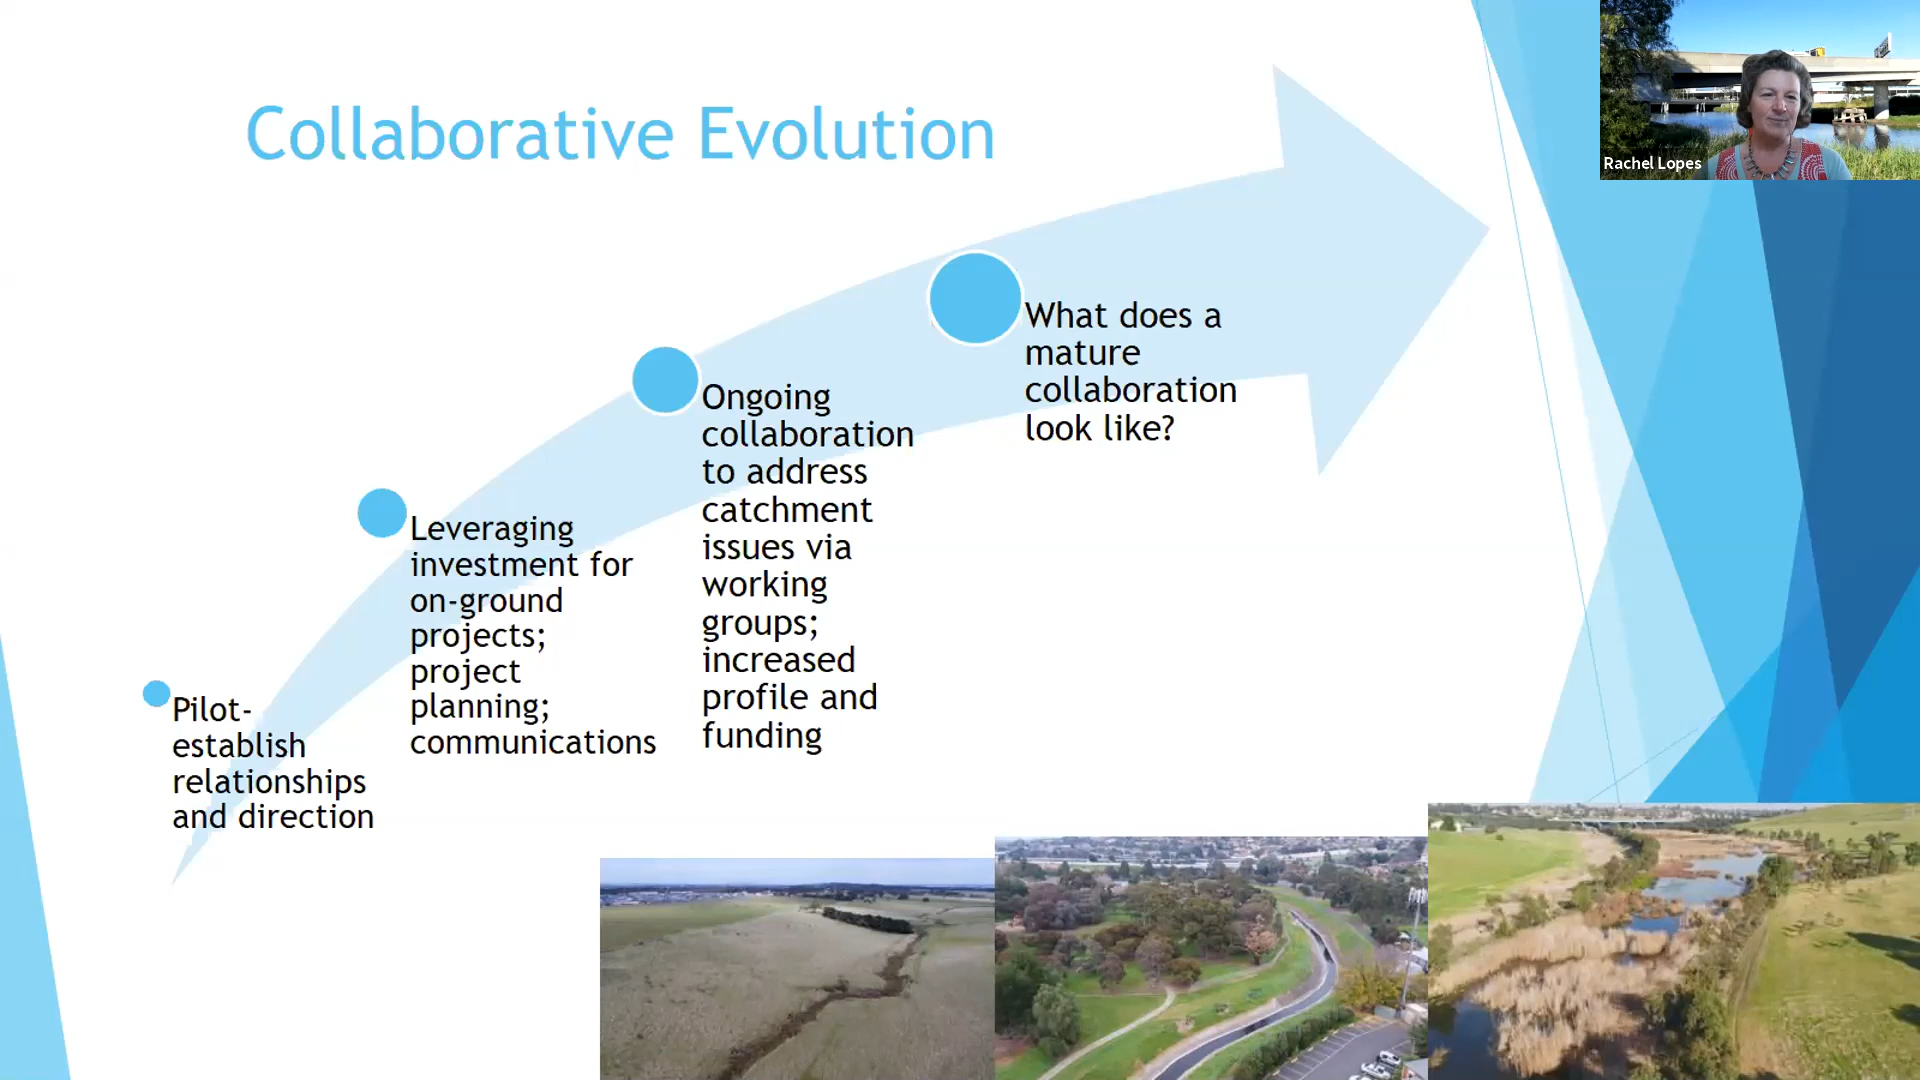 Collaborative Evolution
Rachel Lopes
What does a
mature
collaboration
look like?
Ongoing
collaboration
to address
catchment
issues via
working
groups;
increased
profile and
funding
Leveraging
investment for
on-ground
projects;
project
planning;
communications
Pilot-
establish
relationships
and direction